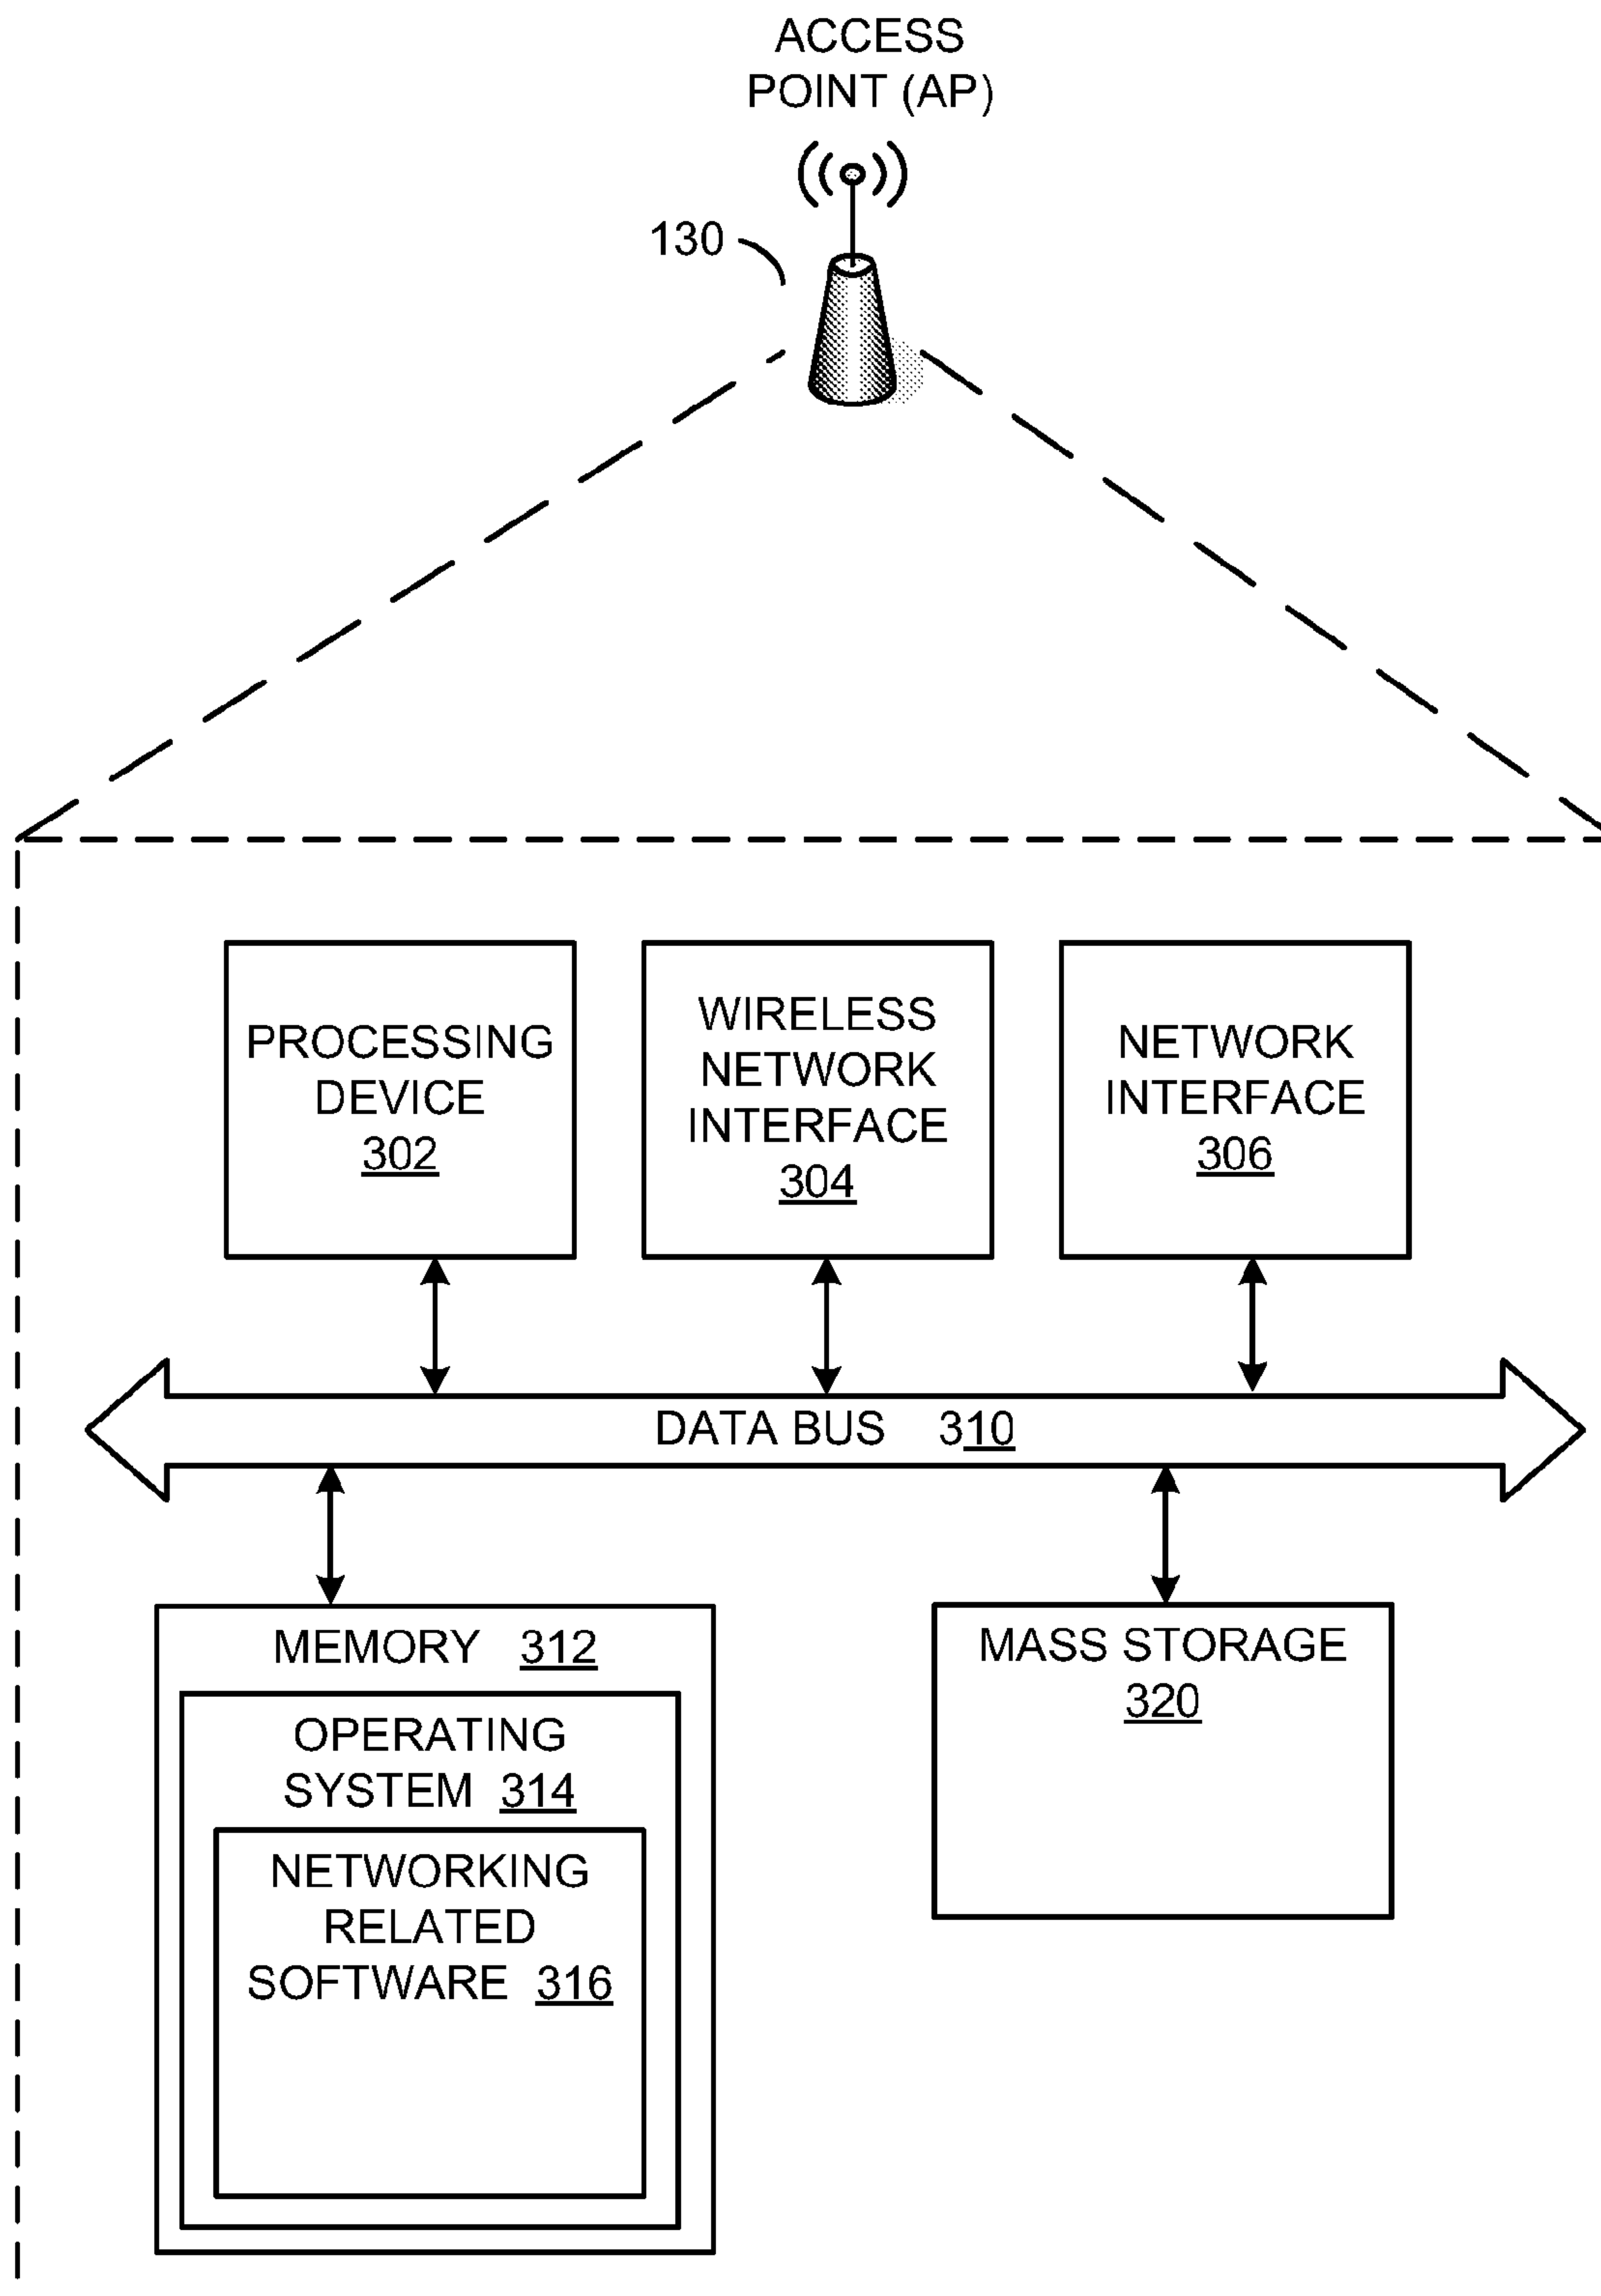 ACCESS
POINT (AP)
130
PROCESSING
DEVICE
302
WIRELESS
NETWORK
INTERFACE
304
NETWORK
INTERFACE
306
DATA BUS 310
MEMORY 312
OPERATING
SYSTEM 314
NETWORKING
RELATED
SOFTWARE 316
MASS STORAGE
320